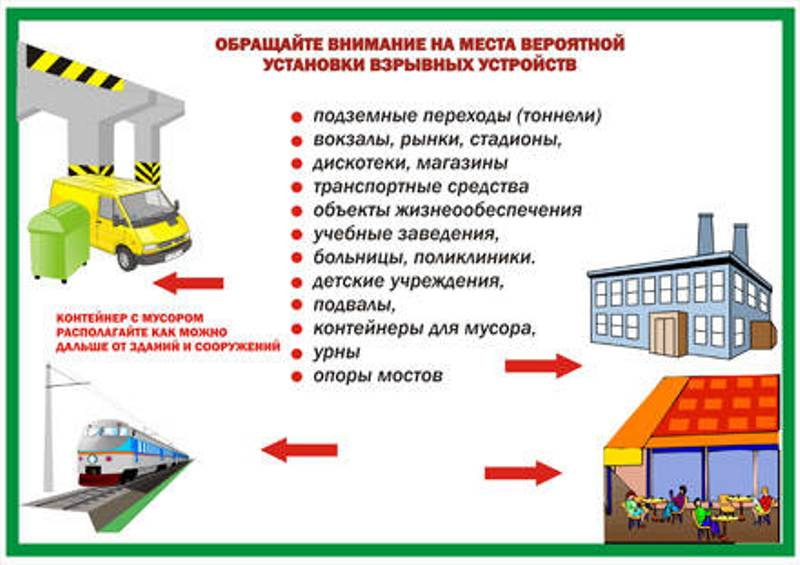 ОБРАЩАЙТЕ ВНИМАНИЕ НА МЕСТА ВЕРОЯТНОЙ
УСТАНОВКИ ВЗРЫВНЫХ УСТРОЙСТВ
подземные переходы (тоннели)
вокзалы, рынки, стадионы,
дискотеки, магазины
транспортные средства
объекты жизнеообеспечения
учебные заведения,
больницы, поликлиники.
детские учреждения,
подвалы,
контейнеры для мусора,
урны
опоры мостов
КОНТЕЙНЕР С МУСОРОМ
РАСПОЛАГАЙТЕ КАК МОЖНО
ДАЛЬШЕ ОТ ЗДАНИЙ И СООРУЖЕНИЙ